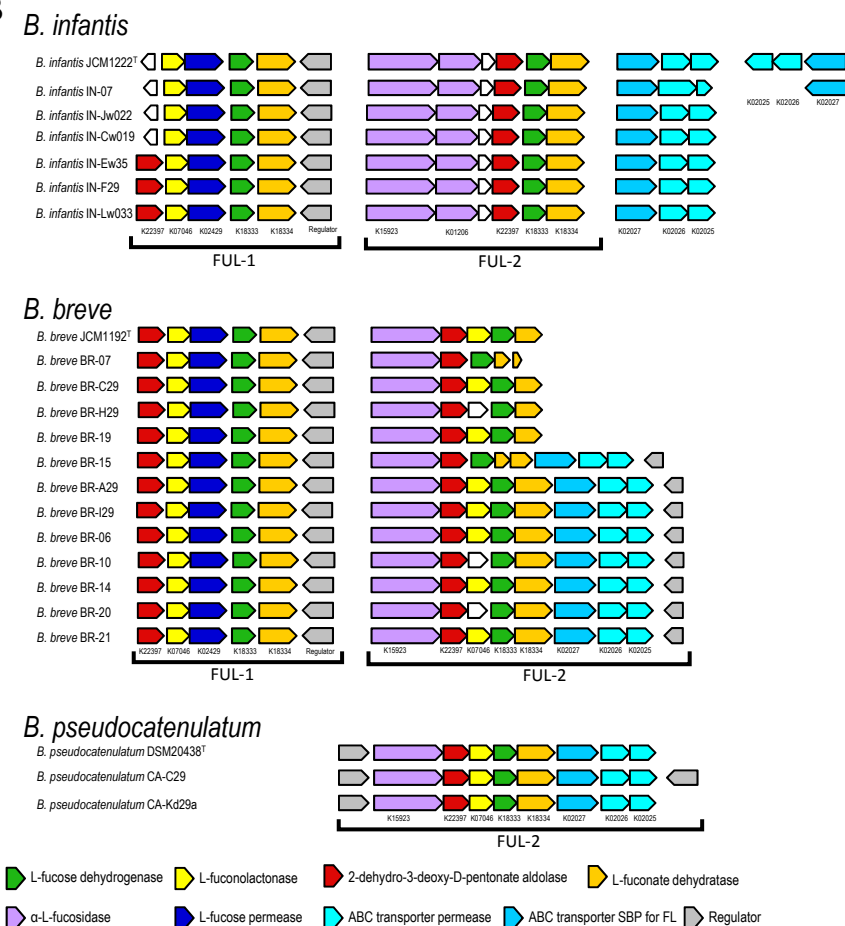 B. infantis
B. infantis JCM1222T
B. infantis IN-07
K02025 K02026 K02027
B. infantis IN-Jw022
B. infantis IN-Cw019
B. infantis IN-Ew35
B. infantis IN-F29
B. infantis IN-Lw033
K22397 K07046 K02429 K18333 K18334 Regulator K15923 K01206 K22397 K18333 K18334 K02027 K02026 K02025
FUL-1 FUL-2
B. breve
B. breve JCM1192T
B. breve BR-07
B. breve BR-C29
B. breve BR-H29
B. breve BR-19
B. breve BR-15
B. breve BR-A29
B. breve BR-I29
B. breve BR-06
B. breve BR-10
B. breve BR-14
B. breve BR-20
B. breve BR-21
K22397 K07046 K02429 K18333 K18334 Regulator K15923 K22397 K07046 K18333 K18334 K02027 K02026 K02025
FUL-1 FUL-2
B. pseudocatenulatum
B. pseudocatenulatum DSM20438T
B. pseudocatenulatum CA-C29
B. pseudocatenulatum CA-Kd29a
K15923 K22397 K07046 K18333 K18334 K02027 K02026 K02025
FUL-2
L-fucose dehydrogenase L-fuconolactonase 2-dehydro-3-deoxy-D-pentonate aldolase L-fuconate dehydratase
α-L-fucosidase L-fucose permease ABC transporter permease ABC transporter SBP for FL Regulator